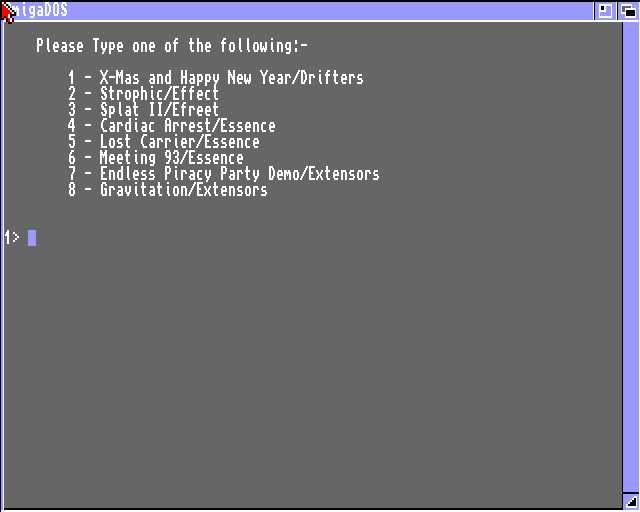 AmigaDOS
Please Type one of the following:-
1 - X-Mas and Happy New Year/Drifters
2 - Strophic/Effect
3 - Splat II/Efreet
4 - Cardiac Arrest/Essence
5 - Lost Carrier/Essence
6 - Meeting 93/Essence
7 - Endless Piracy Party Demo/Extensors
8 - Gravitation/Extensors
1>